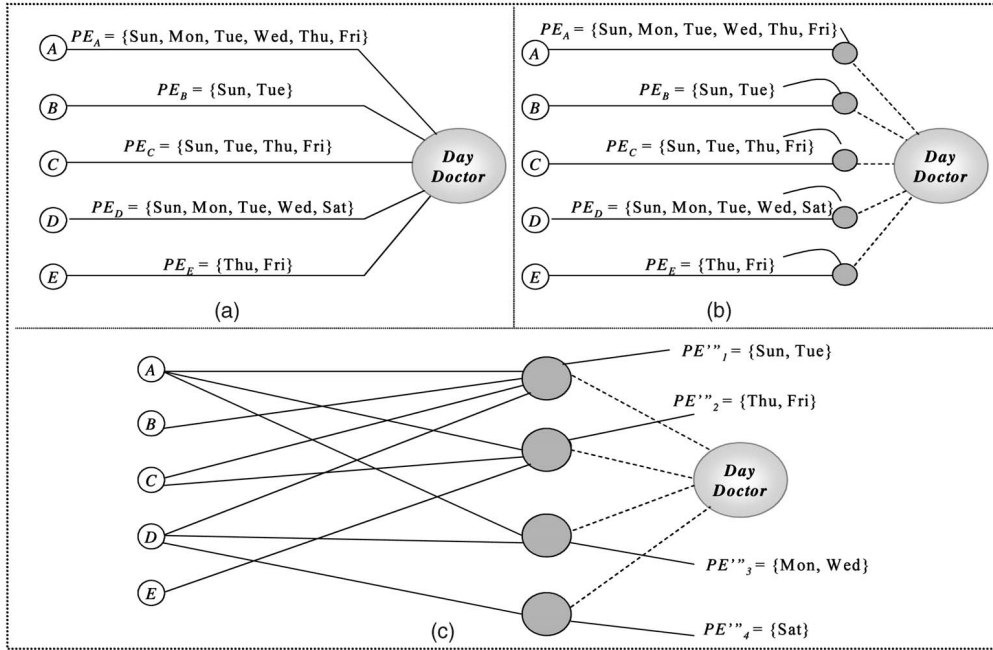 A
PE_A = {Sun, Mon, Tue, Wed, Thu, Fri}
B
PE_B = {Sun, Tue}
C
PE_C = {Sun, Tue, Thu, Fri}
D
PE_D = {Sun, Mon, Tue, Wed, Sat}
E
PE_E = {Thu, Fri}
Day
Doctor
(a)
A
PE_A = {Sun, Mon, Tue, Wed, Thu, Fri}
B
PE_B = {Sun, Tue}
C
PE_C = {Sun, Tue, Thu, Fri}
D
PE_D = {Sun, Mon, Tue, Wed, Sat}
E
PE_E = {Thu, Fri}
Day
Doctor
(b)
A
B
C
D
E
PE’”_1 = {Sun, Tue}
PE’”_2 = {Thu, Fri}
Day
Doctor
PE’”_3 = {Mon, Wed}
PE’”_4 = {Sat}
(c)